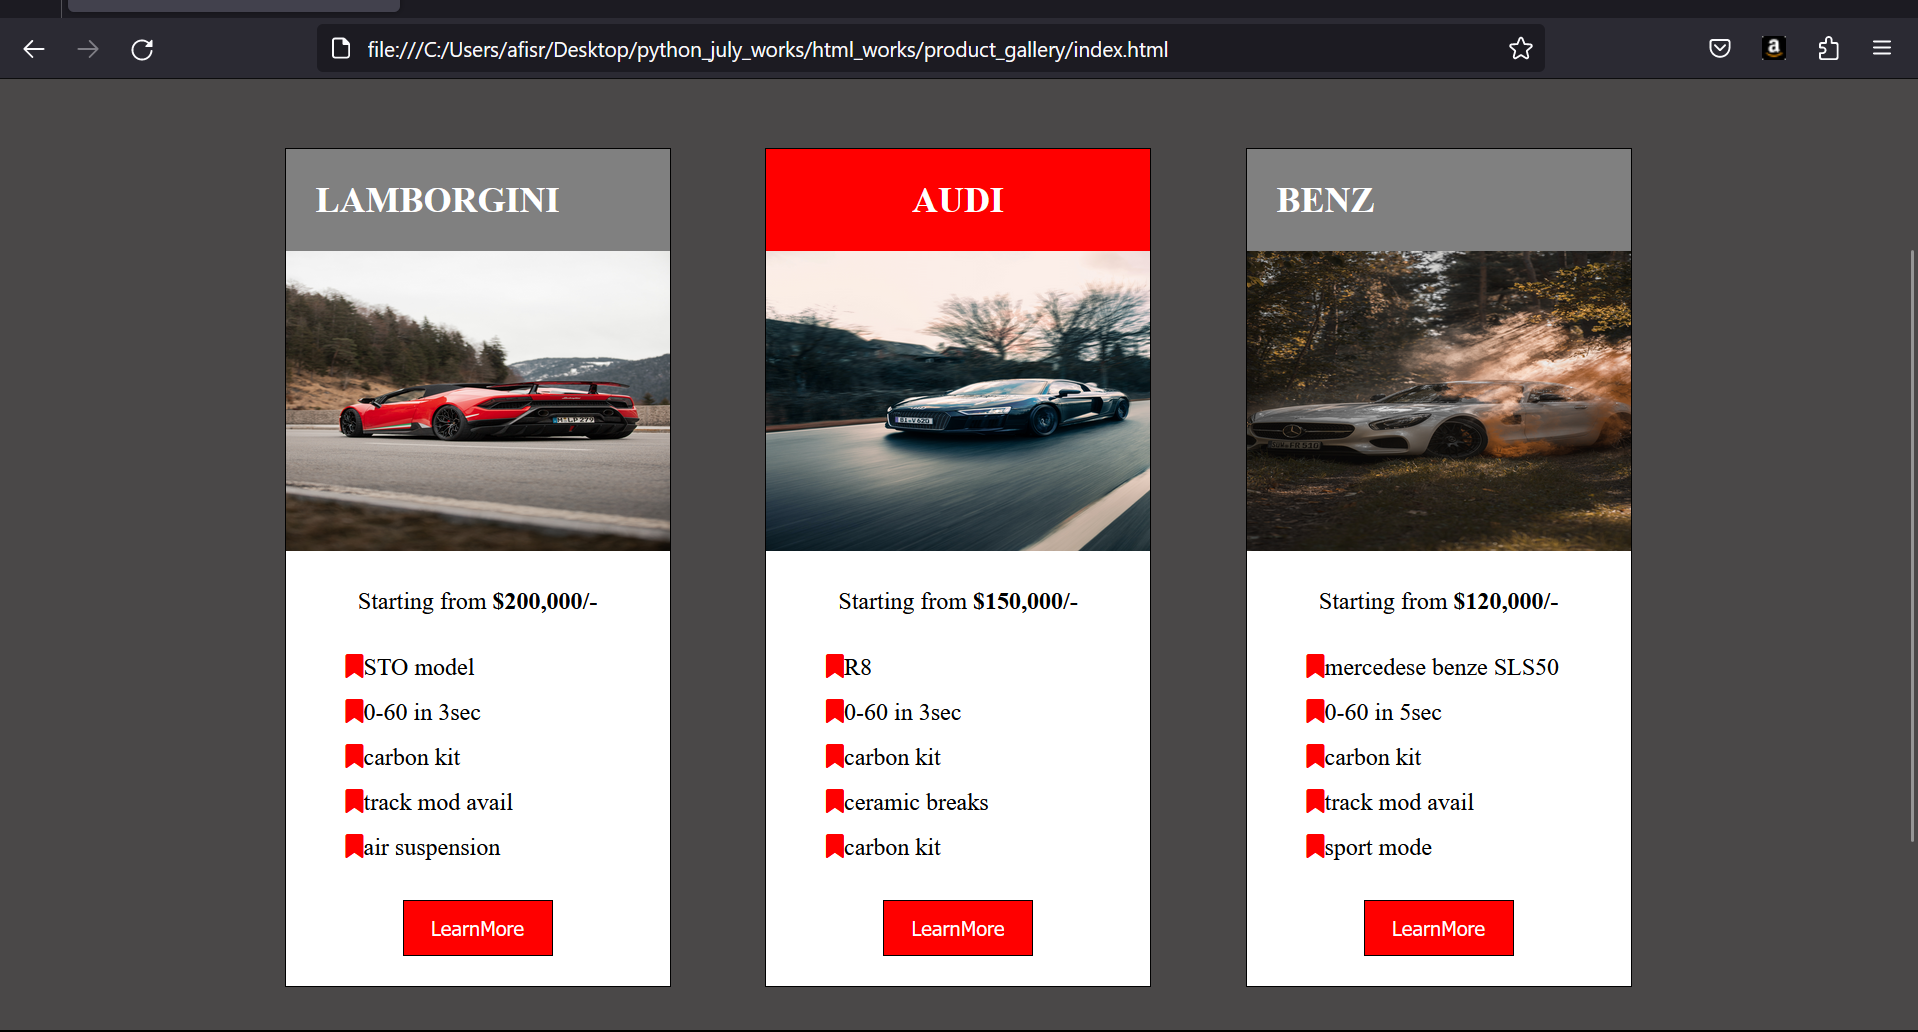 file:///C:/Users/afisr/Desktop/python_july_works/html_works/product_gallery/index.html
LAMBORGINI
Starting from $200,000/-
STO model
0-60 in 3sec
carbon kit
track mod avail
air suspension
LearnMore
AUDI
Starting from $150,000/-
R8
0-60 in 3sec
carbon kit
ceramic breaks
carbon kit
LearnMore
BENZ
Starting from $120,000/-
mercedese benze SLS50
0-60 in 5sec
carbon kit
track mod avail
sport mode
LearnMore